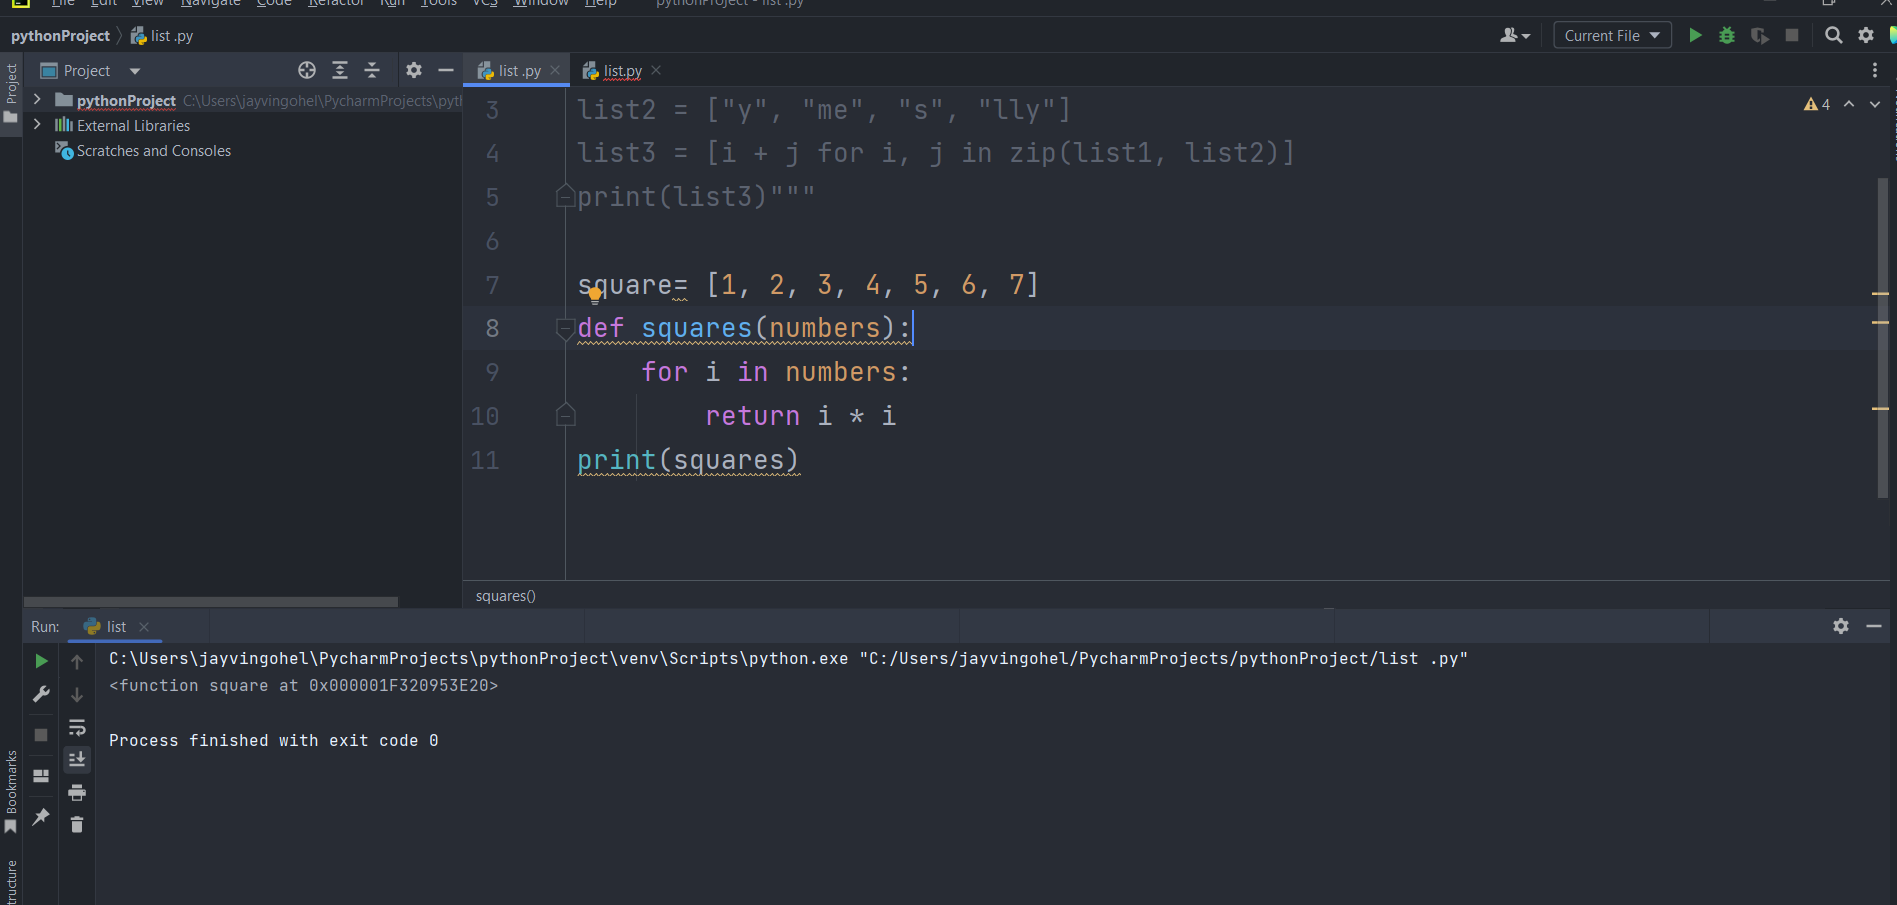 File Edit View Navigate Code Refactor Run Tools VCS Window Help pythonProject - list .py
pythonProject list .py
Current File
Project
Project
list .py
list.py
pythonProject C:\Users\jayvingohel\PycharmProjects\pyth
External Libraries
Scratches and Consoles
4
3 list2 = ["y", "me", "s", "lly"]
4 list3 = [i + j for i, j in zip(list1, list2)]
5 print(list3)"""
6
7 square= [1, 2, 3, 4, 5, 6, 7]
8 def squares(numbers):
9 for i in numbers:
10 return i * i
11 print(squares)
squares()
Run: list
C:\Users\jayvingohel\PycharmProjects\pythonProject\venv\Scripts\python.exe "C:/Users/jayvingohel/PycharmProjects/pythonProject/list .py"
<function square at 0x000001F320953E20>
Process finished with exit code 0
Bookmarks
tructure